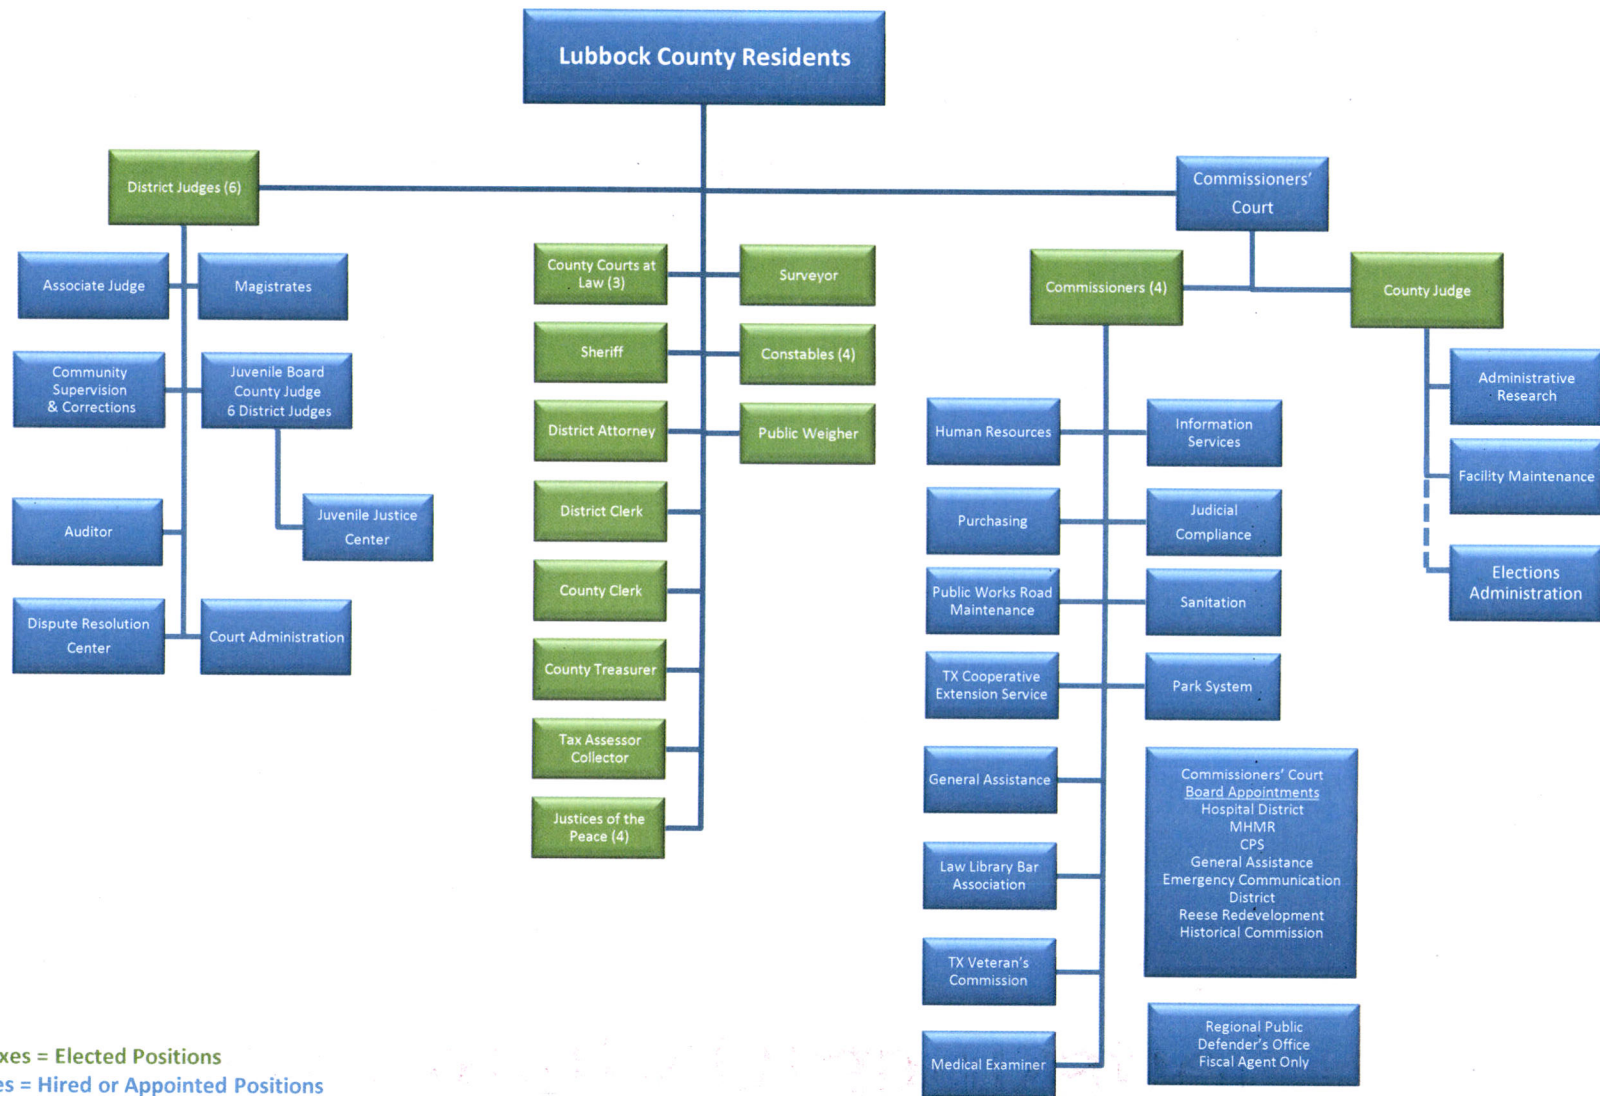 Lubbock County Residents
District Judges (6)
Commissioners'
Court
Associate Judge
Magistrates
Community
Supervision
& Corrections
Juvenile Board
County Judge
6 District Judges
Auditor
Juvenile Justice
Center
Dispute Resolution
Center
Court Administration
County Courts at
Law (3)
Surveyor
Sheriff
Constables (4)
District Attorney
Public Weigher
District Clerk
County Clerk
County Treasurer
Tax Assessor
Collector
Justices of the
Peace (4)
Commissioners (4)
County Judge
Human Resources
Information
Services
Purchasing
Judicial
Compliance
Public Works Road
Maintenance
Sanitation
TX Cooperative
Extension Service
Park System
General Assistance
Law Library Bar
Association
TX Veteran's
Commission
Medical Examiner
Commissioners' Court
Board Appointments
Hospital District
MHMR
CPS
General Assistance
Emergency Communication
District
Reese Redevelopment
Historical Commission
Regional Public
Defender's Office
Fiscal Agent Only
Administrative
Research
Facility Maintenance
Elections
Administration
xes = Elected Positions
es = Hired or Appointed Positions